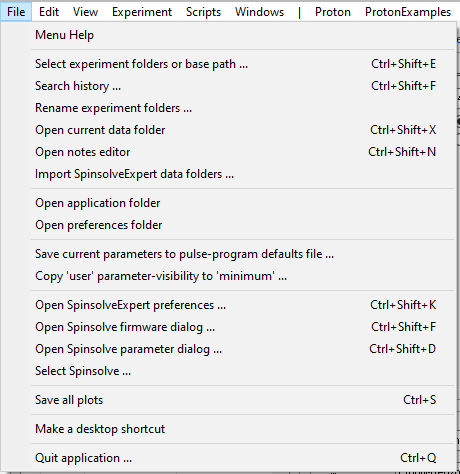 File Edit View Experiment Scripts Windows | Proton ProtonExamples
Menu Help
Select experiment folders or base path ... Ctrl+Shift+E
Search history ... Ctrl+Shift+F
Rename experiment folders ...
Open current data folder Ctrl+Shift+X
Open notes editor Ctrl+Shift+N
Import SpinsolveExpert data folders ...
Open application folder
Open preferences folder
Save current parameters to pulse-program defaults file ...
Copy 'user' parameter-visibility to 'minimum' ...
Open SpinsolveExpert preferences ... Ctrl+Shift+K
Open Spinsolve firmware dialog ... Ctrl+Shift+F
Open Spinsolve parameter dialog ... Ctrl+Shift+D
Select Spinsolve ...
Save all plots Ctrl+S
Make a desktop shortcut
Quit application ... Ctrl+Q